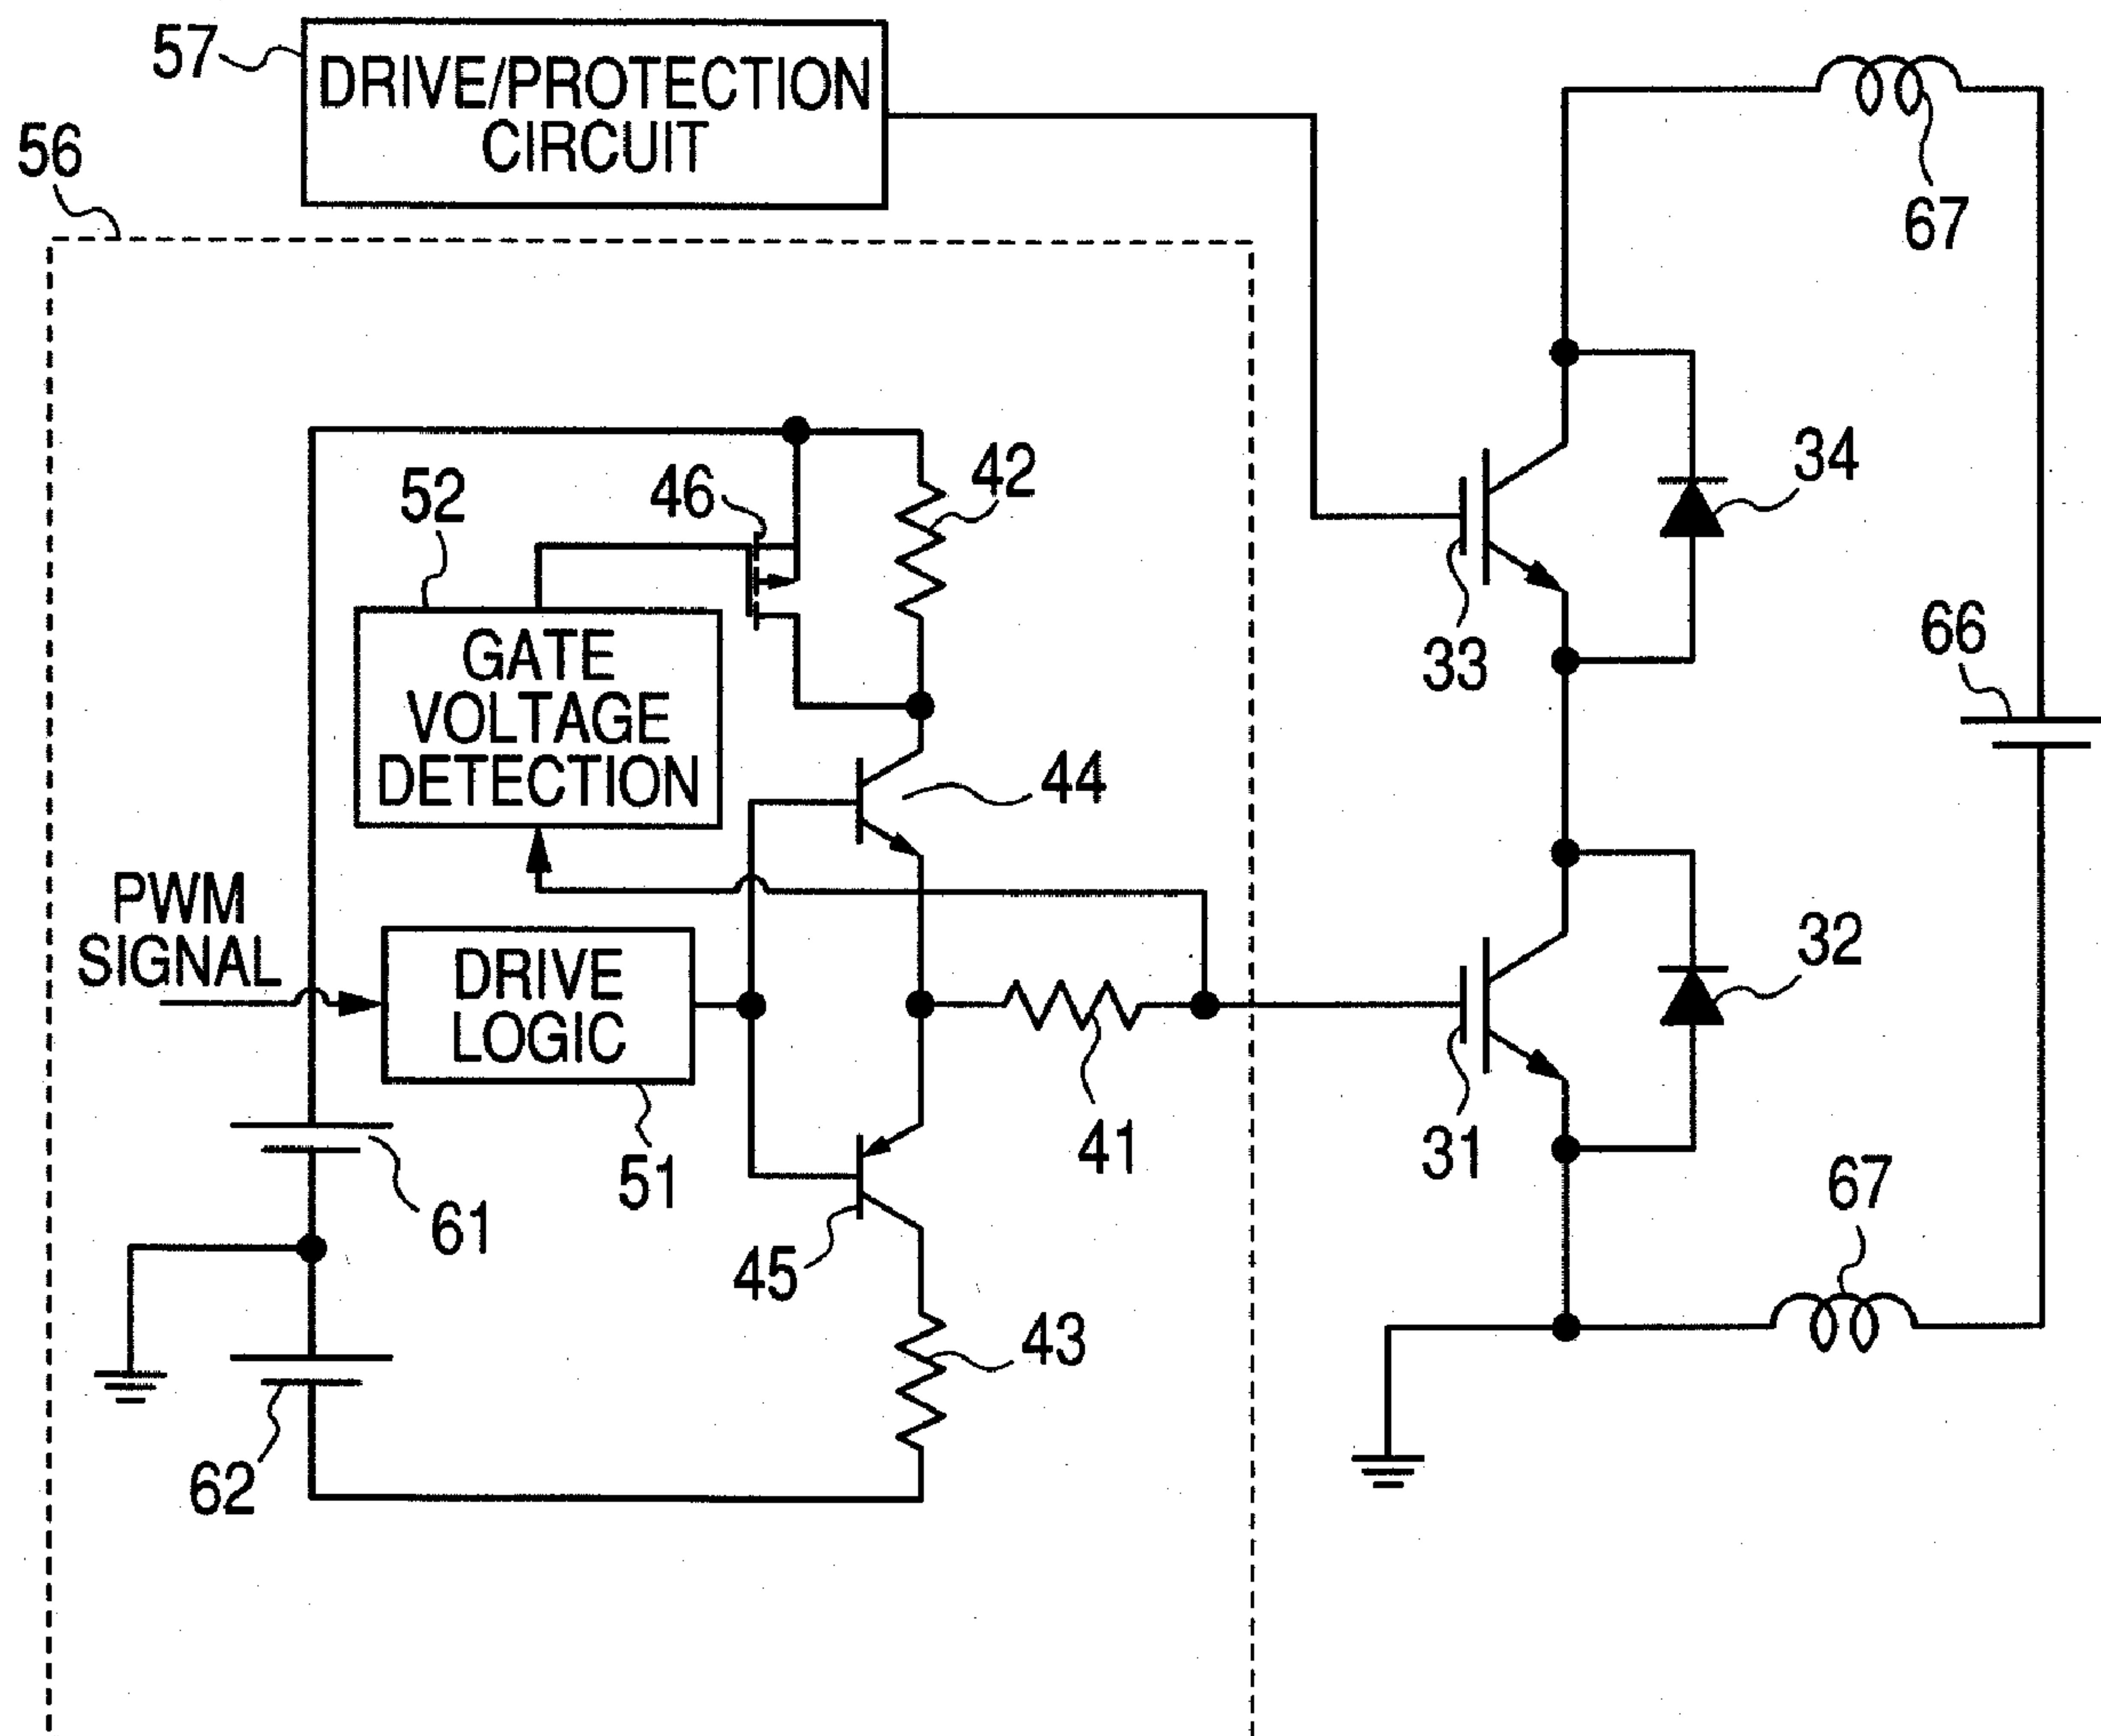 57
DRIVE/PROTECTION
CIRCUIT
56
67
52
46
42
34
GATE
VOLTAGE
DETECTION
33
66
44
PWM
SIGNAL
DRIVE
LOGIC
32
51
41
31
61
45
67
43
62